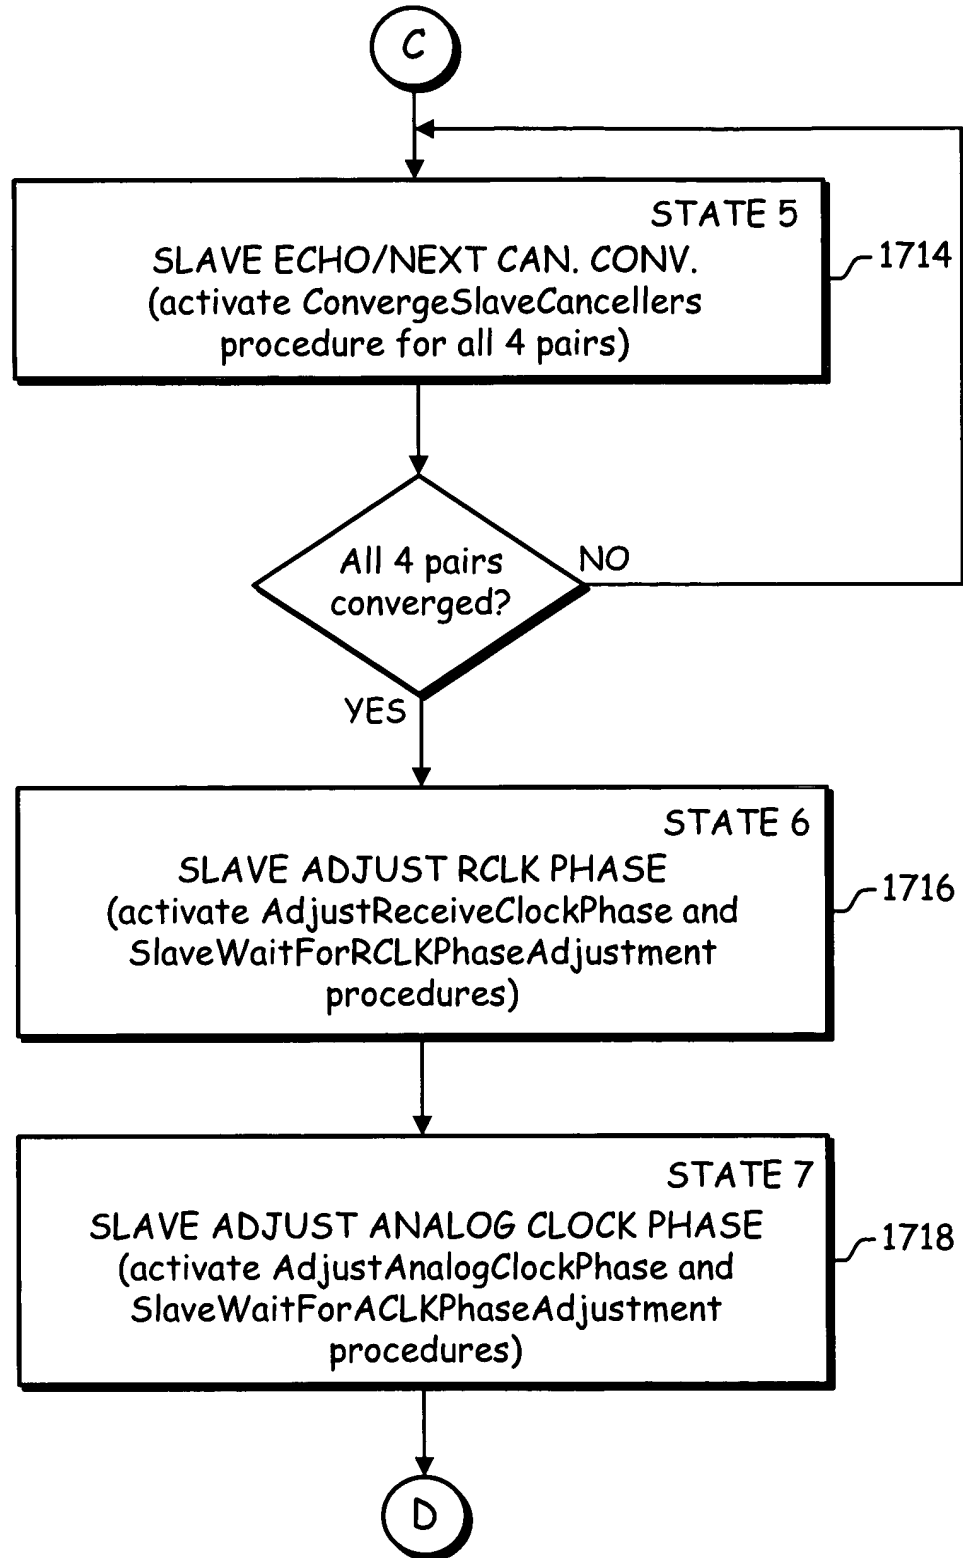 C
STATE 5
SLAVE ECHO/NEXT CAN. CONV.
(activate ConvergeSlaveCancellers
procedure for all 4 pairs)
1714
All 4 pairs
converged?
NO
YES
STATE 6
SLAVE ADJUST RCLK PHASE
(activate AdjustReceiveClockPhase and
SlaveWaitForRCLKPhaseAdjustment
procedures)
1716
STATE 7
SLAVE ADJUST ANALOG CLOCK PHASE
(activate AdjustAnalogClockPhase and
SlaveWaitForACLKPhaseAdjustment
procedures)
1718
D